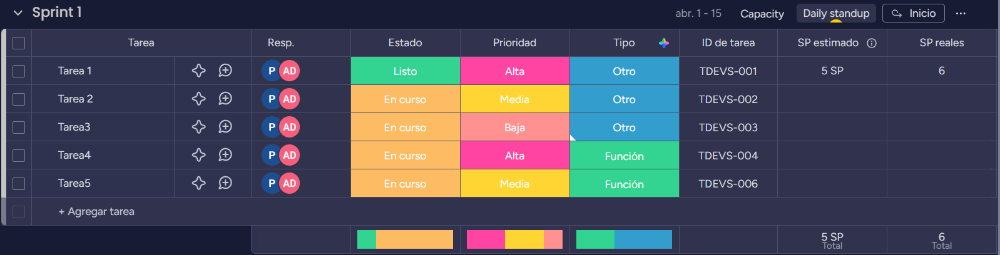 Sprint 1 abr. 1 - 15 Capacity Daily standup Inicio ...
Tarea Resp. Estado Prioridad Tipo ID de tarea SP estimado SP reales
Tarea 1 P AD Listo Alta Otro TDEVS-001 5 SP 6
Tarea 2 P AD En curso Media Otro TDEVS-002
Tarea3 P AD En curso Baja Otro TDEVS-003
Tarea4 P AD En curso Alta Función TDEVS-004
Tarea5 P AD En curso Media Función TDEVS-006
+ Agregar tarea
5 SP 6
Total Total